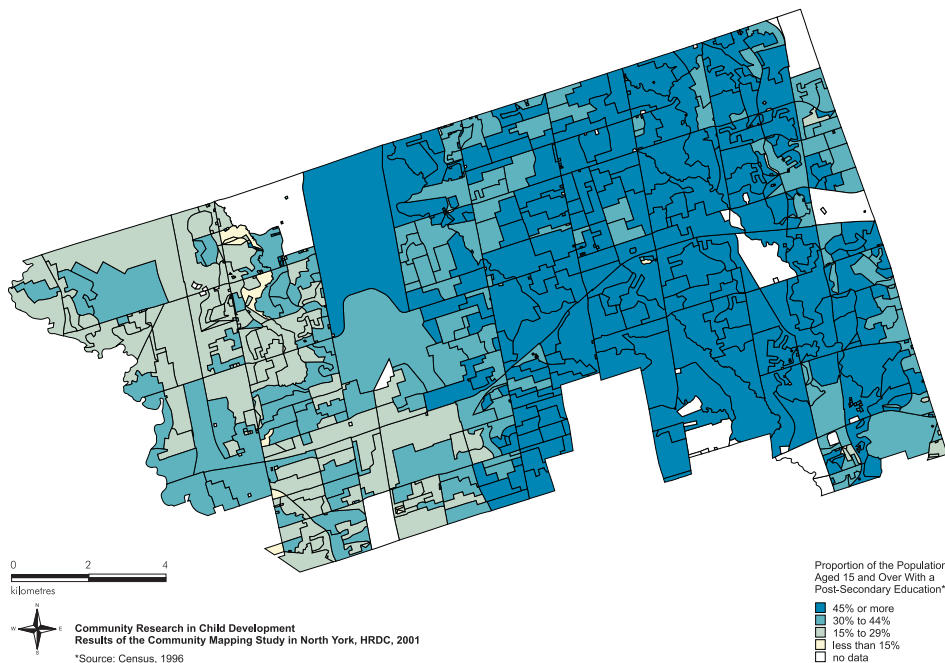 0 2 4
kilometres
N
W E
S
Community Research in Child Development
Results of the Community Mapping Study in North York, HRDC, 2001
*Source: Census, 1996
Proportion of the Population
Aged 15 and Over With a
Post-Secondary Education*
45% or more
30% to 44%
15% to 29%
less than 15%
no data